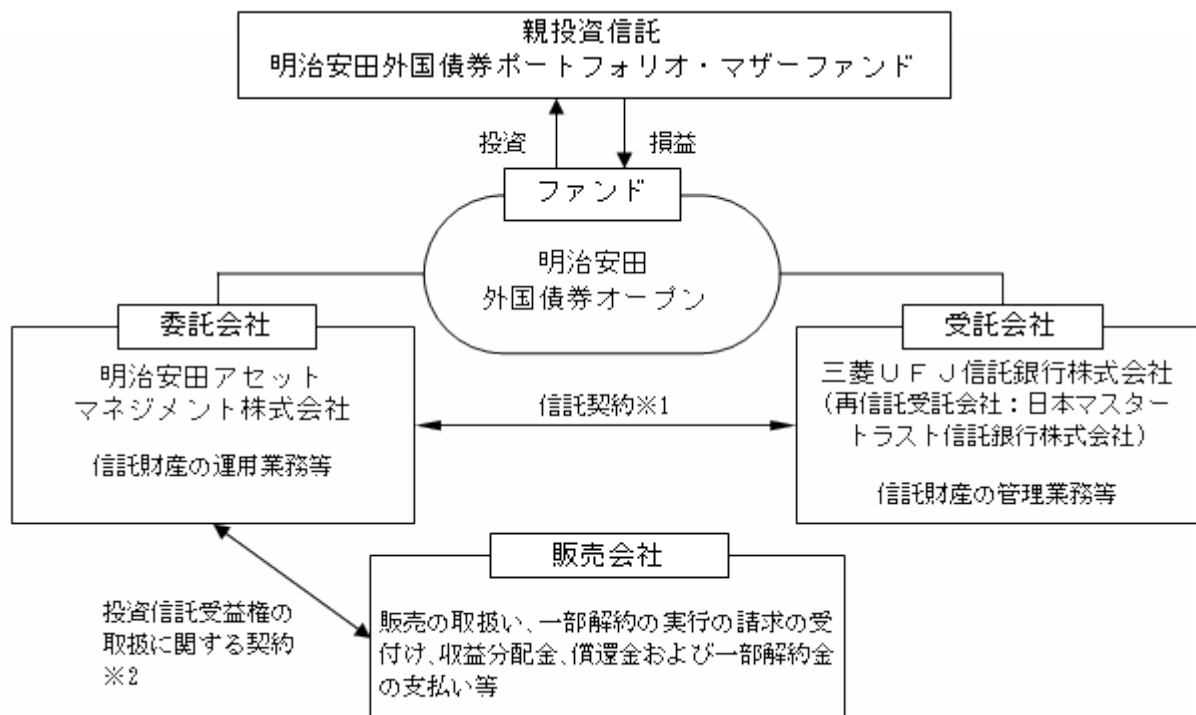 親投資信託
明治安田外国債券ポートフォリオ・マザーファンド
投資
損益
ファンド
明治安田
外国債券オープン
委託会社
明治安田アセット
マネジメント株式会社
信託財産の運用業務等
信託契約※1
受託会社
三菱ＵＦＪ信託銀行株式会社
(再信託受託会社：日本マスター
トラスト信託銀行株式会社)
信託財産の管理業務等
投資信託受益権の
取扱に関する契約
※2
販売会社
販売の取扱い、一部解約の実行の請求の受
付け、収益分配金、償還金および一部解約金
の支払い等